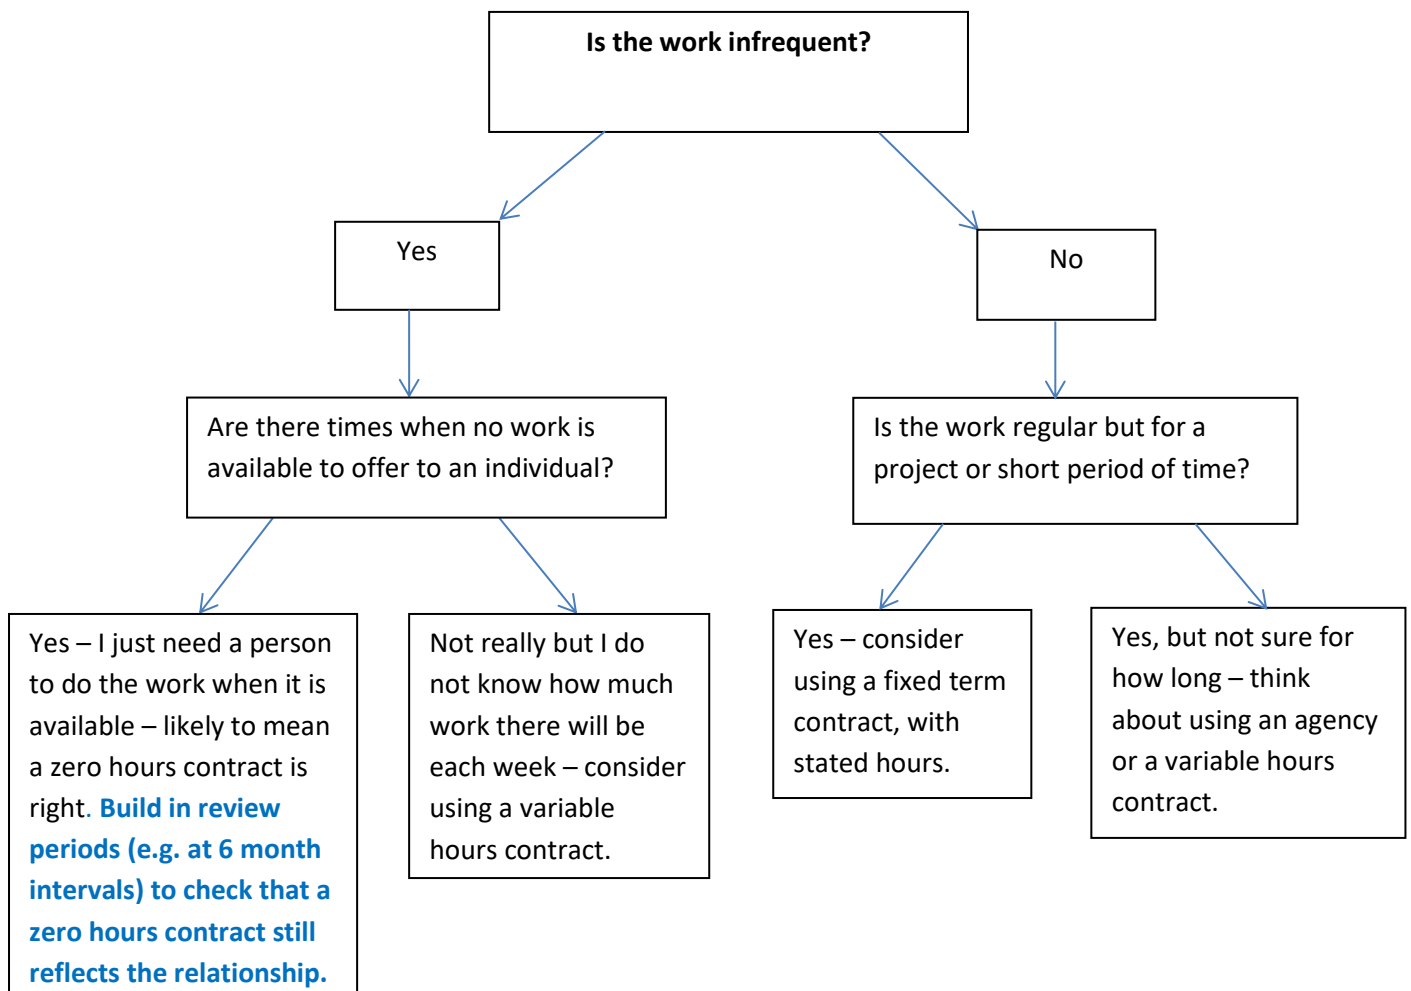 Is the work infrequent?
Yes
No
Are there times when no work is
available to offer to an individual?
Is the work regular but for a
project or short period of time?
Yes – I just need a person
to do the work when it is
available – likely to mean
a zero hours contract is
right. Build in review
periods (e.g. at 6 month
intervals) to check that a
zero hours contract still
reflects the relationship.
Not really but I do
not know how much
work there will be
each week – consider
using a variable
hours contract.
Yes – consider
using a fixed term
contract, with
stated hours.
Yes, but not sure for
how long – think
about using an agency
or a variable hours
contract.